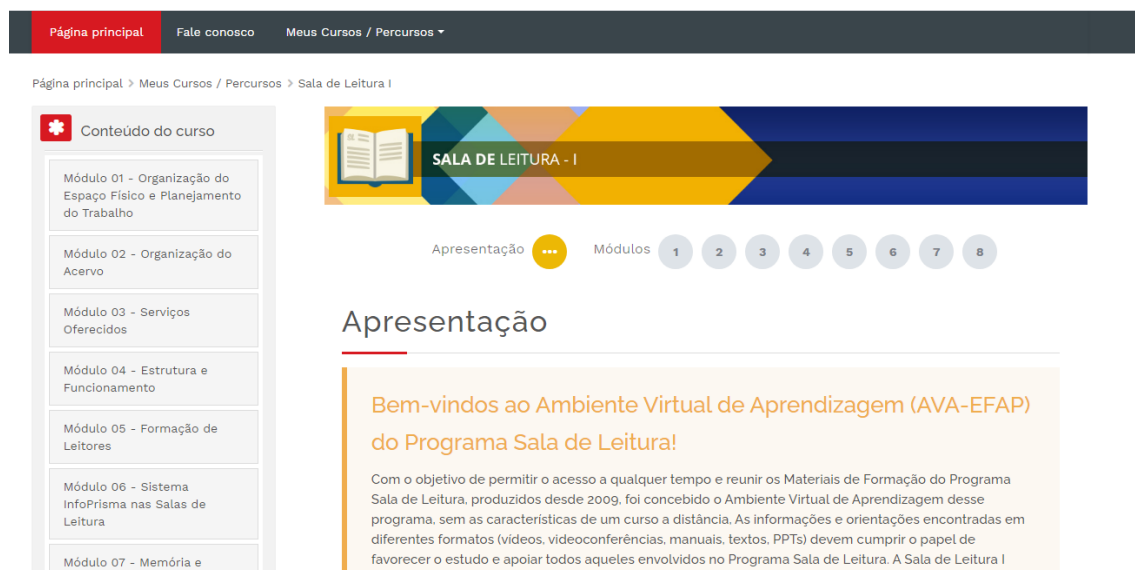 Página principal Fale conosco Meus Cursos / Percursos
Página principal > Meus Cursos / Percursos > Sala de Leitura I
Conteúdo do curso
Módulo 01 - Organização do
Espaço Físico e Planejamento
do Trabalho
Módulo 02 - Organização do
Acervo
Módulo 03 - Serviços
Oferecidos
Módulo 04 - Estrutura e
Funcionamento
Módulo 05 - Formação de
Leitores
Módulo 06 - Sistema
InfoPrisma nas Salas de
Leitura
Módulo 07 - Memória e
SALA DE LEITURA - I
Apresentação ••• Módulos 1 2 3 4 5 6 7 8
Apresentação
Bem-vindos ao Ambiente Virtual de Aprendizagem (AVA-EFAP)
do Programa Sala de Leitura!
Com o objetivo de permitir o acesso a qualquer tempo e reunir os Materiais de Formação do Programa
Sala de Leitura, produzidos desde 2009, foi concebido o Ambiente Virtual de Aprendizagem desse
programa, sem as características de um curso a distância. As informações e orientações encontradas em
diferentes formatos (vídeos, videoconferências, manuais, textos, PPTs) devem cumprir o papel de
favorecer o estudo e apoiar todos aqueles envolvidos no Programa Sala de Leitura. A Sala de Leitura I